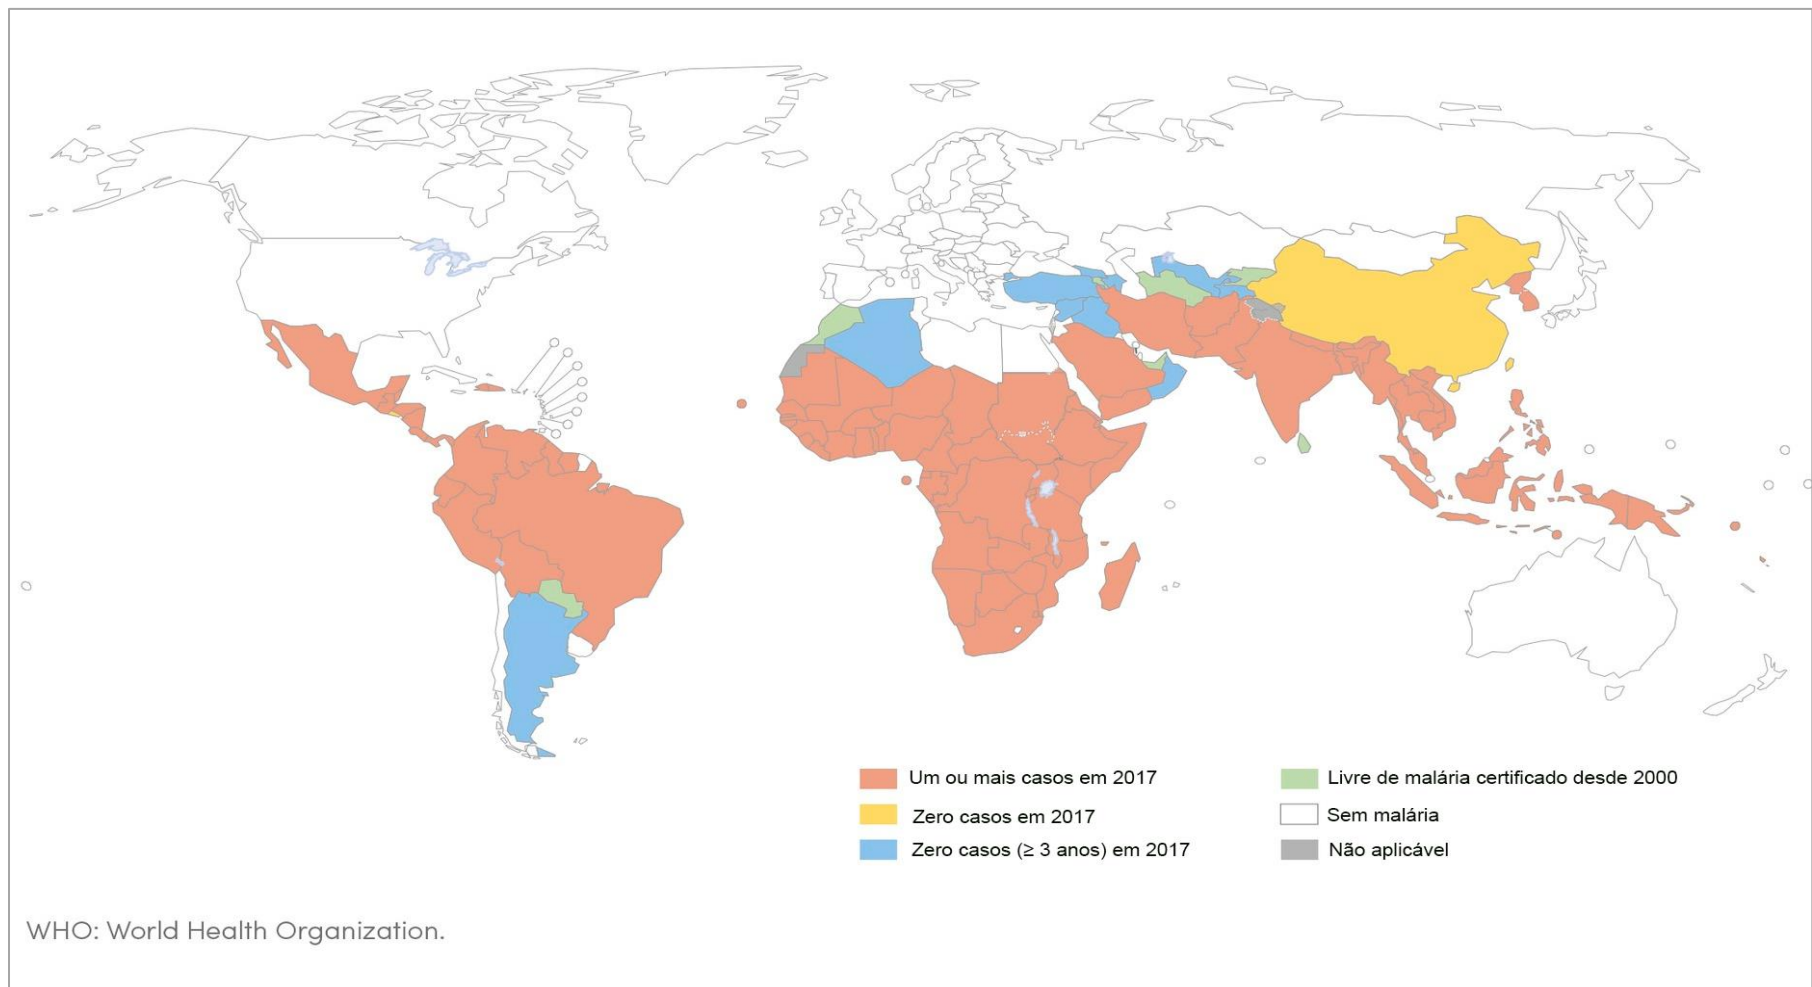 Um ou mais casos em 2017
Zero casos em 2017
Zero casos (≥ 3 anos) em 2017
Livre de malária certificado desde 2000
Sem malária
Não aplicável
WHO: World Health Organization.